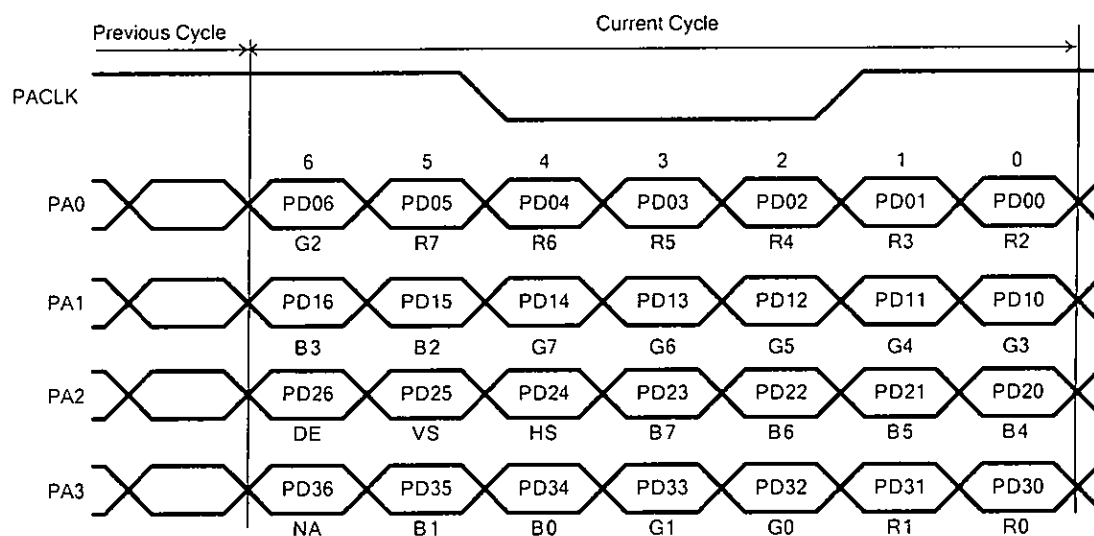 Previous Cycle
Current Cycle
PACLK
6 5 4 3 2 1 0
PA0 PD06 PD05 PD04 PD03 PD02 PD01 PD00
G2 R7 R6 R5 R4 R3 R2
PA1 PD16 PD15 PD14 PD13 PD12 PD11 PD10
B3 B2 G7 G6 G5 G4 G3
PA2 PD26 PD25 PD24 PD23 PD22 PD21 PD20
DE VS HS B7 B6 B5 B4
PA3 PD36 PD35 PD34 PD33 PD32 PD31 PD30
NA B1 B0 G1 G0 R1 R0